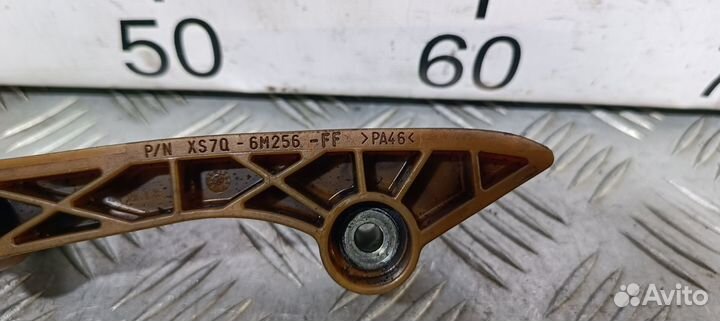 50
60
P/N XS7Q-6M256-FF >PA46<
Avito